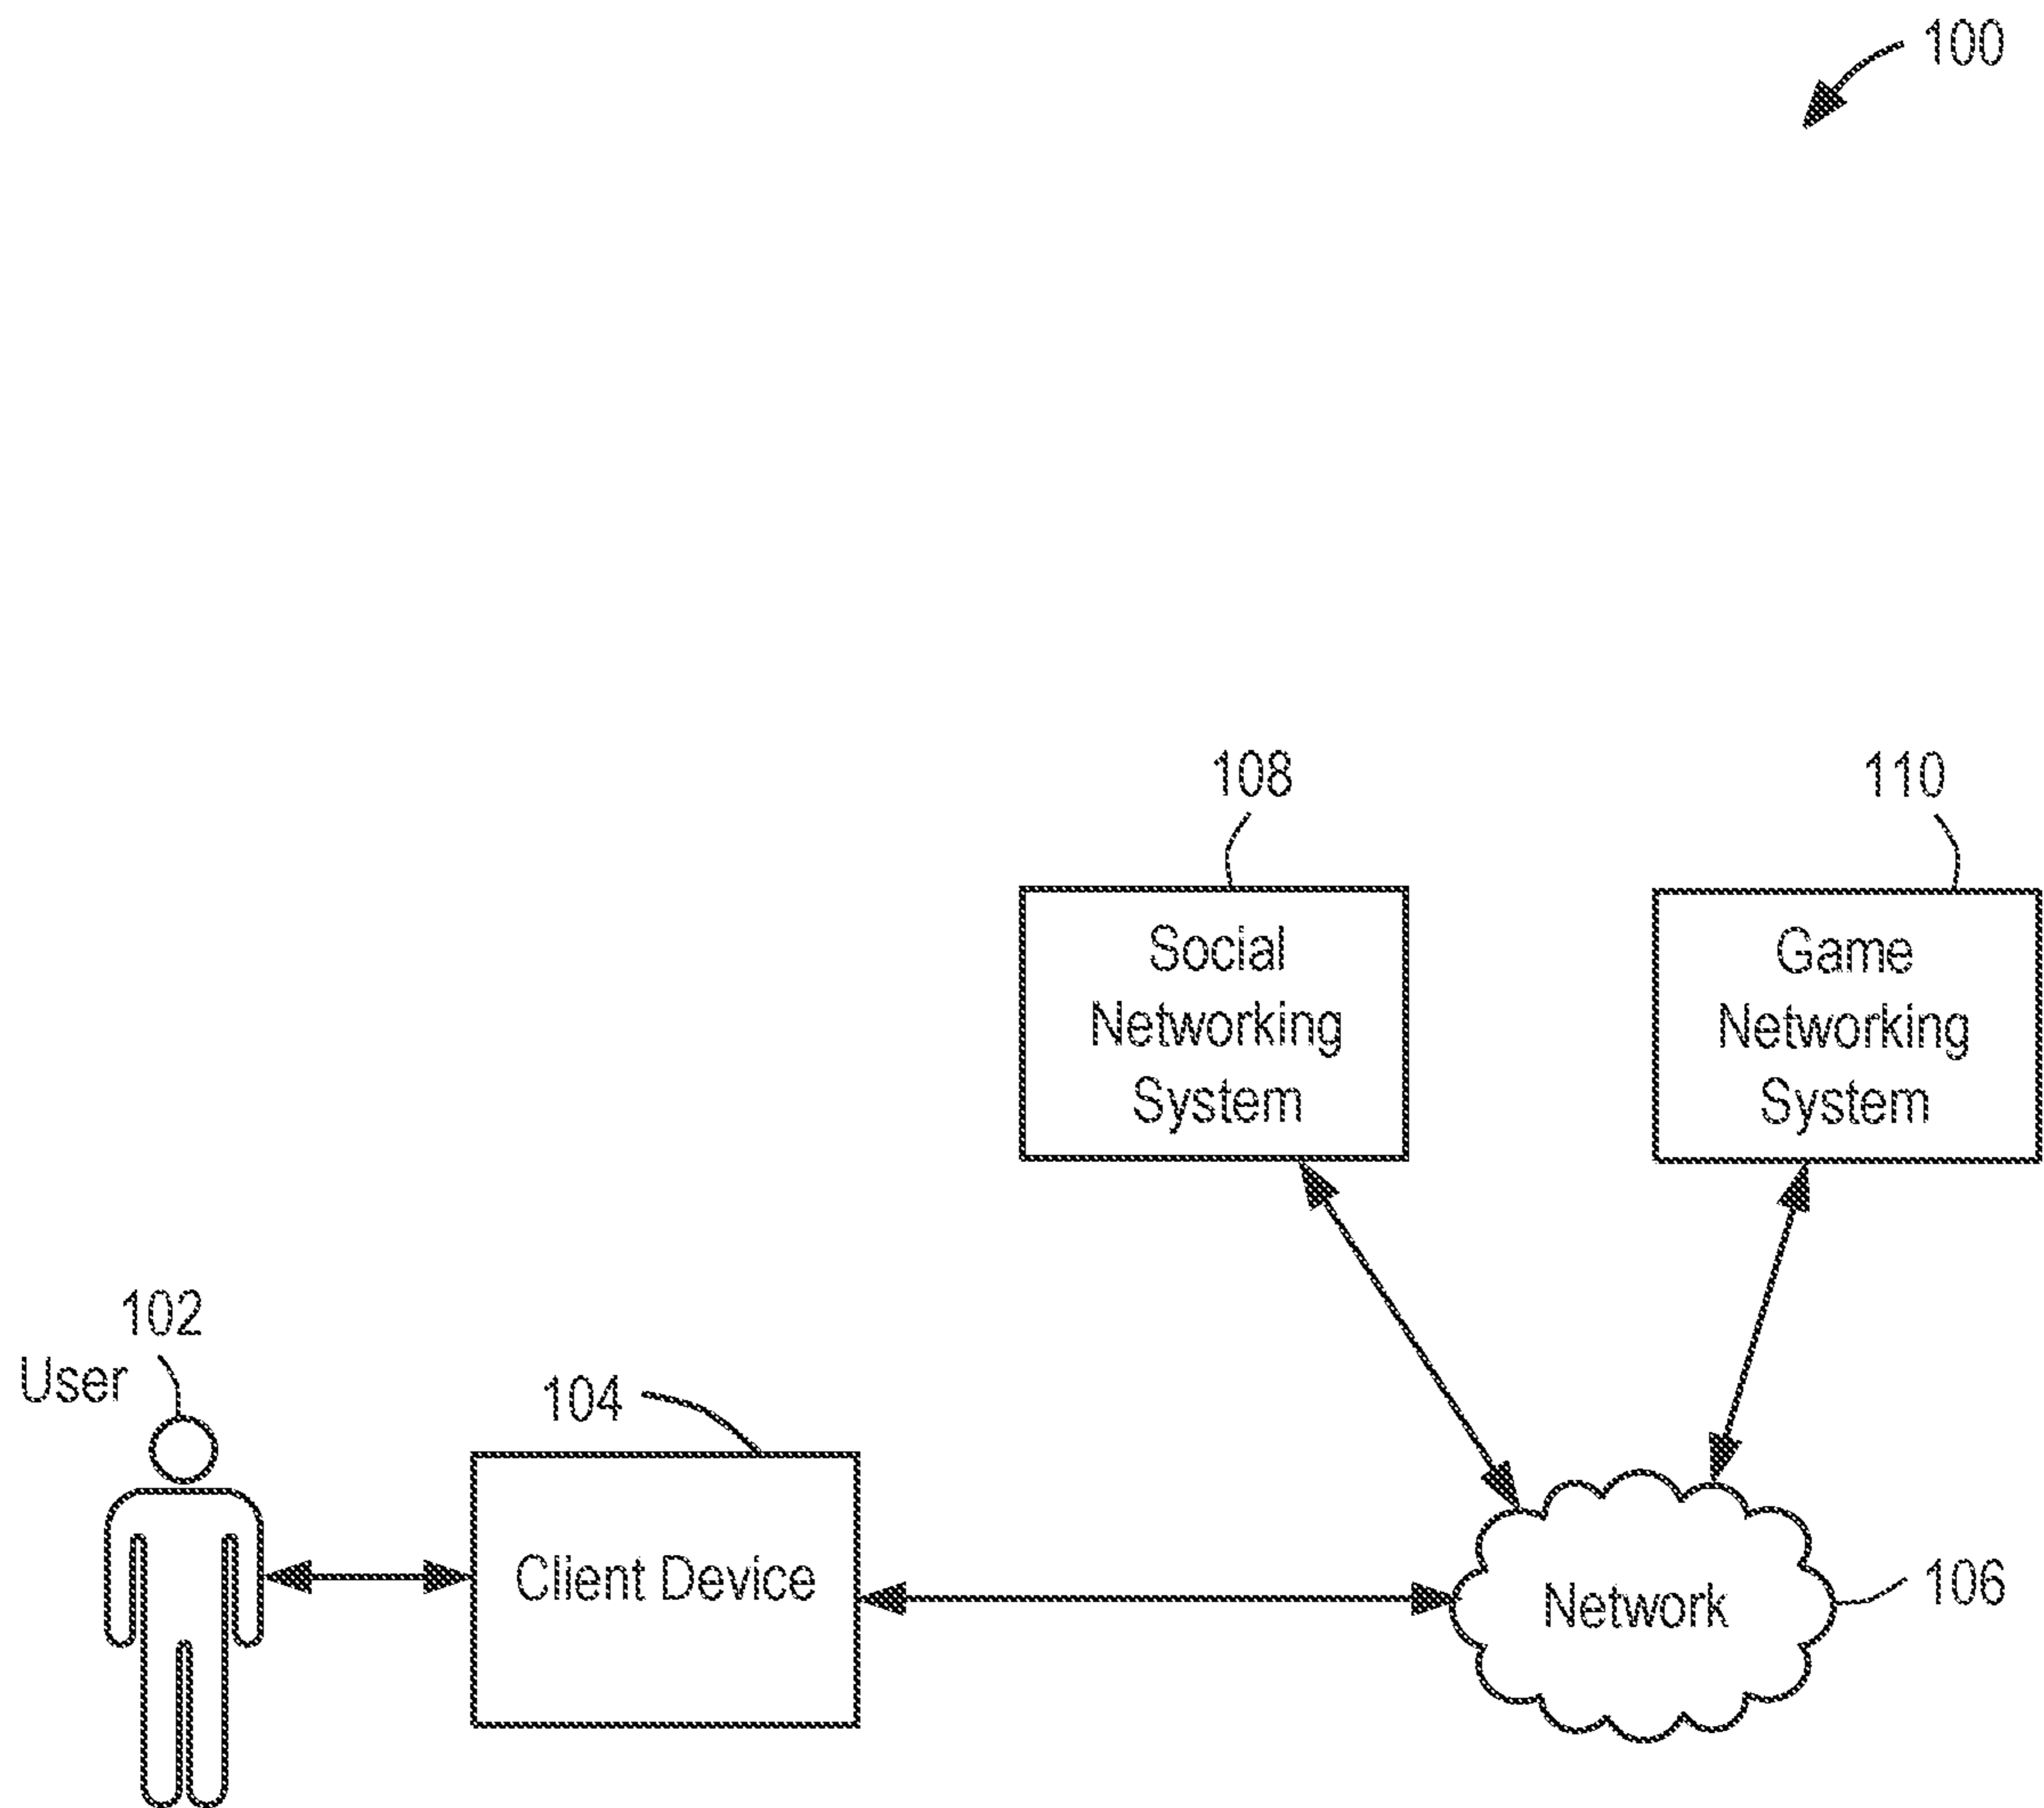 100
108
110
Social
Networking
System
Game
Networking
System
102
User
104
Client Device
Network
106